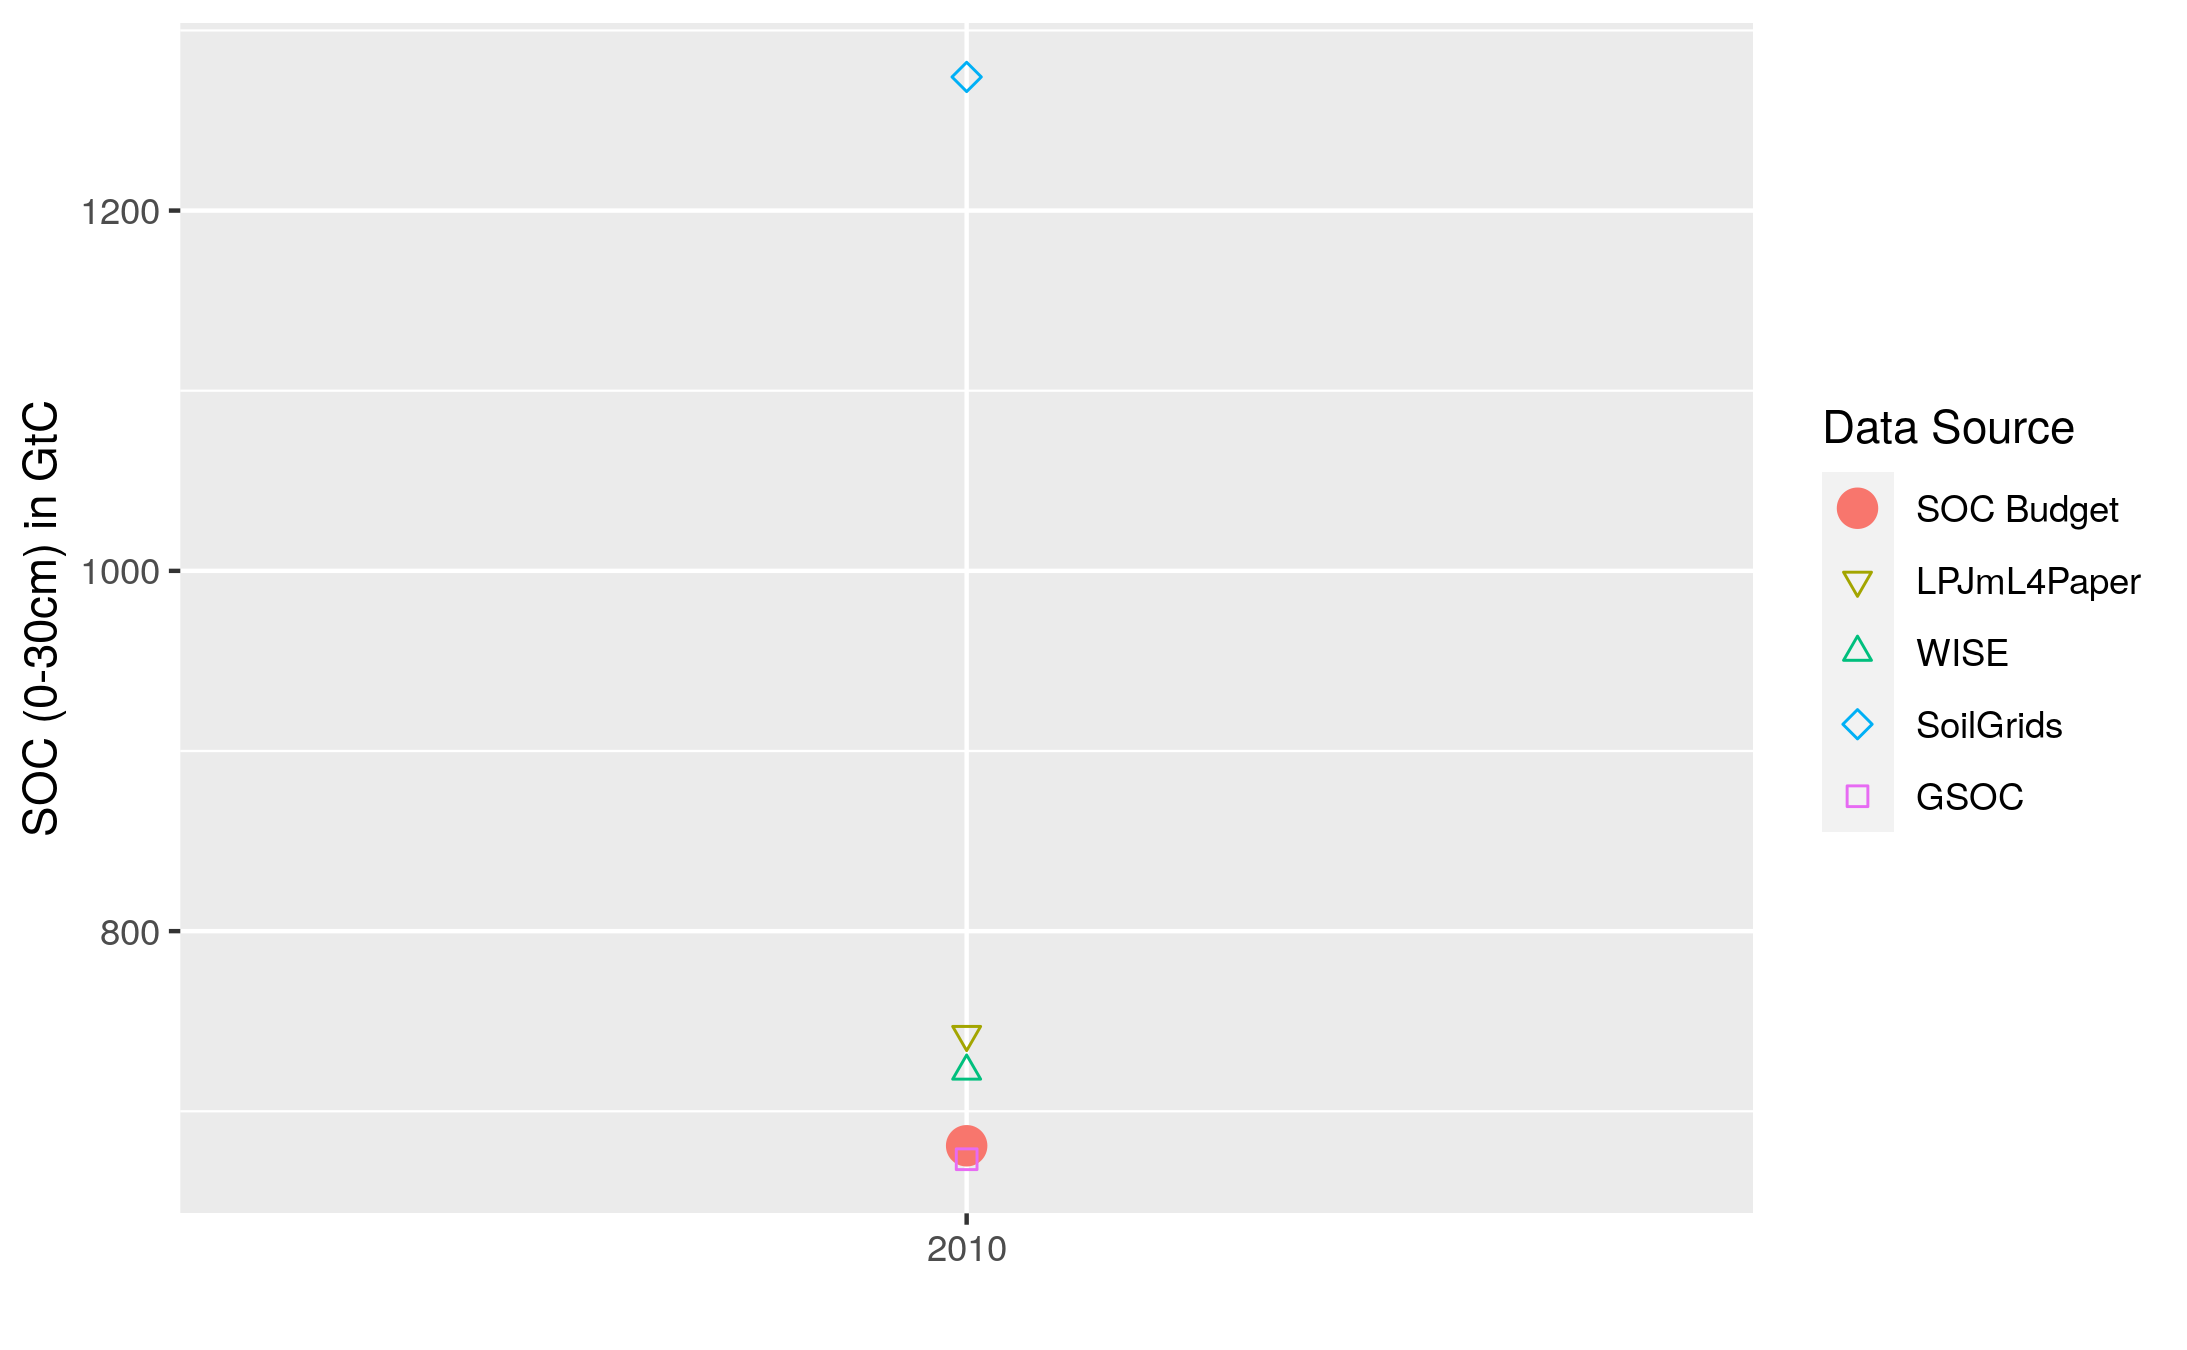 SOC (0-30cm) in GtC
1200
1000
800
2010
Data Source
SOC Budget
LPJmL4Paper
WISE
SoilGrids
GSOC